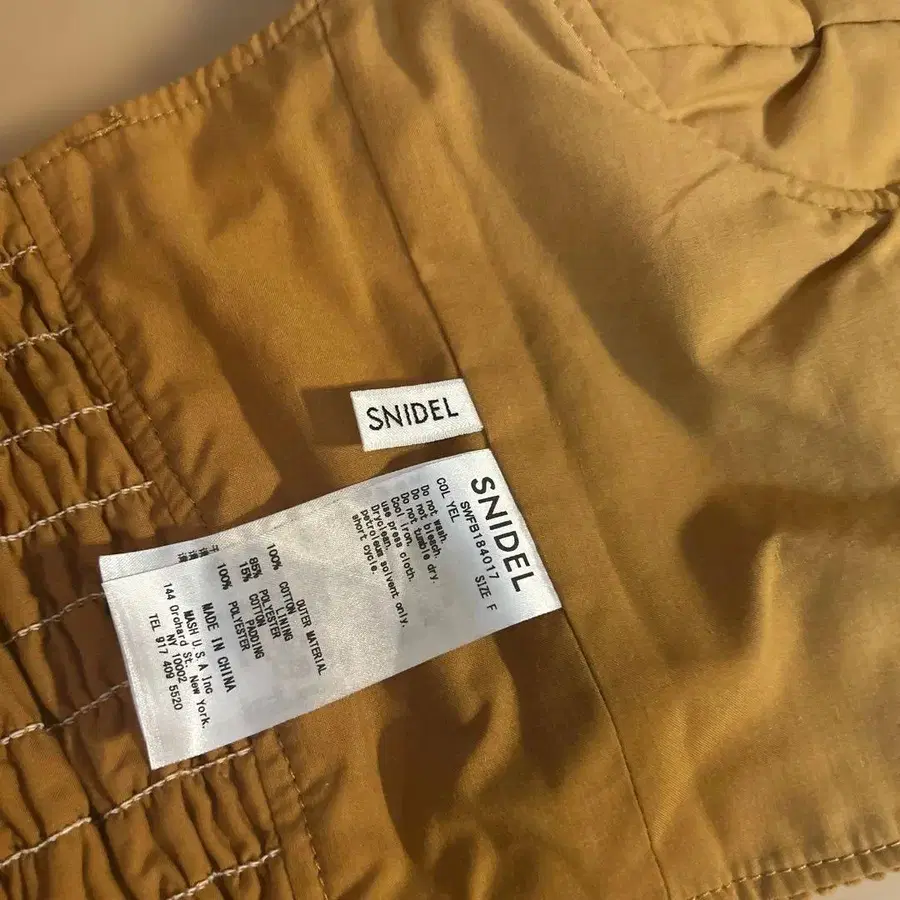 SNIDEL
SNIDEL
SWFB184017
COL YEL SIZE F
Do not wash.
Do not bleach.
Do not tumble dry.
Cool iron.
use press cloth.
Dryclean.
petroleum solvent only.
short cycle.
OUTER MATERIAL
100% COTTON
LINING
85% POLYESTER
15% COTTON
PADDING
100% POLYESTER
MADE IN CHINA
MASH U.S.A Inc
144 Orchard St. New York.
NY 10002
TEL 917 409 5520